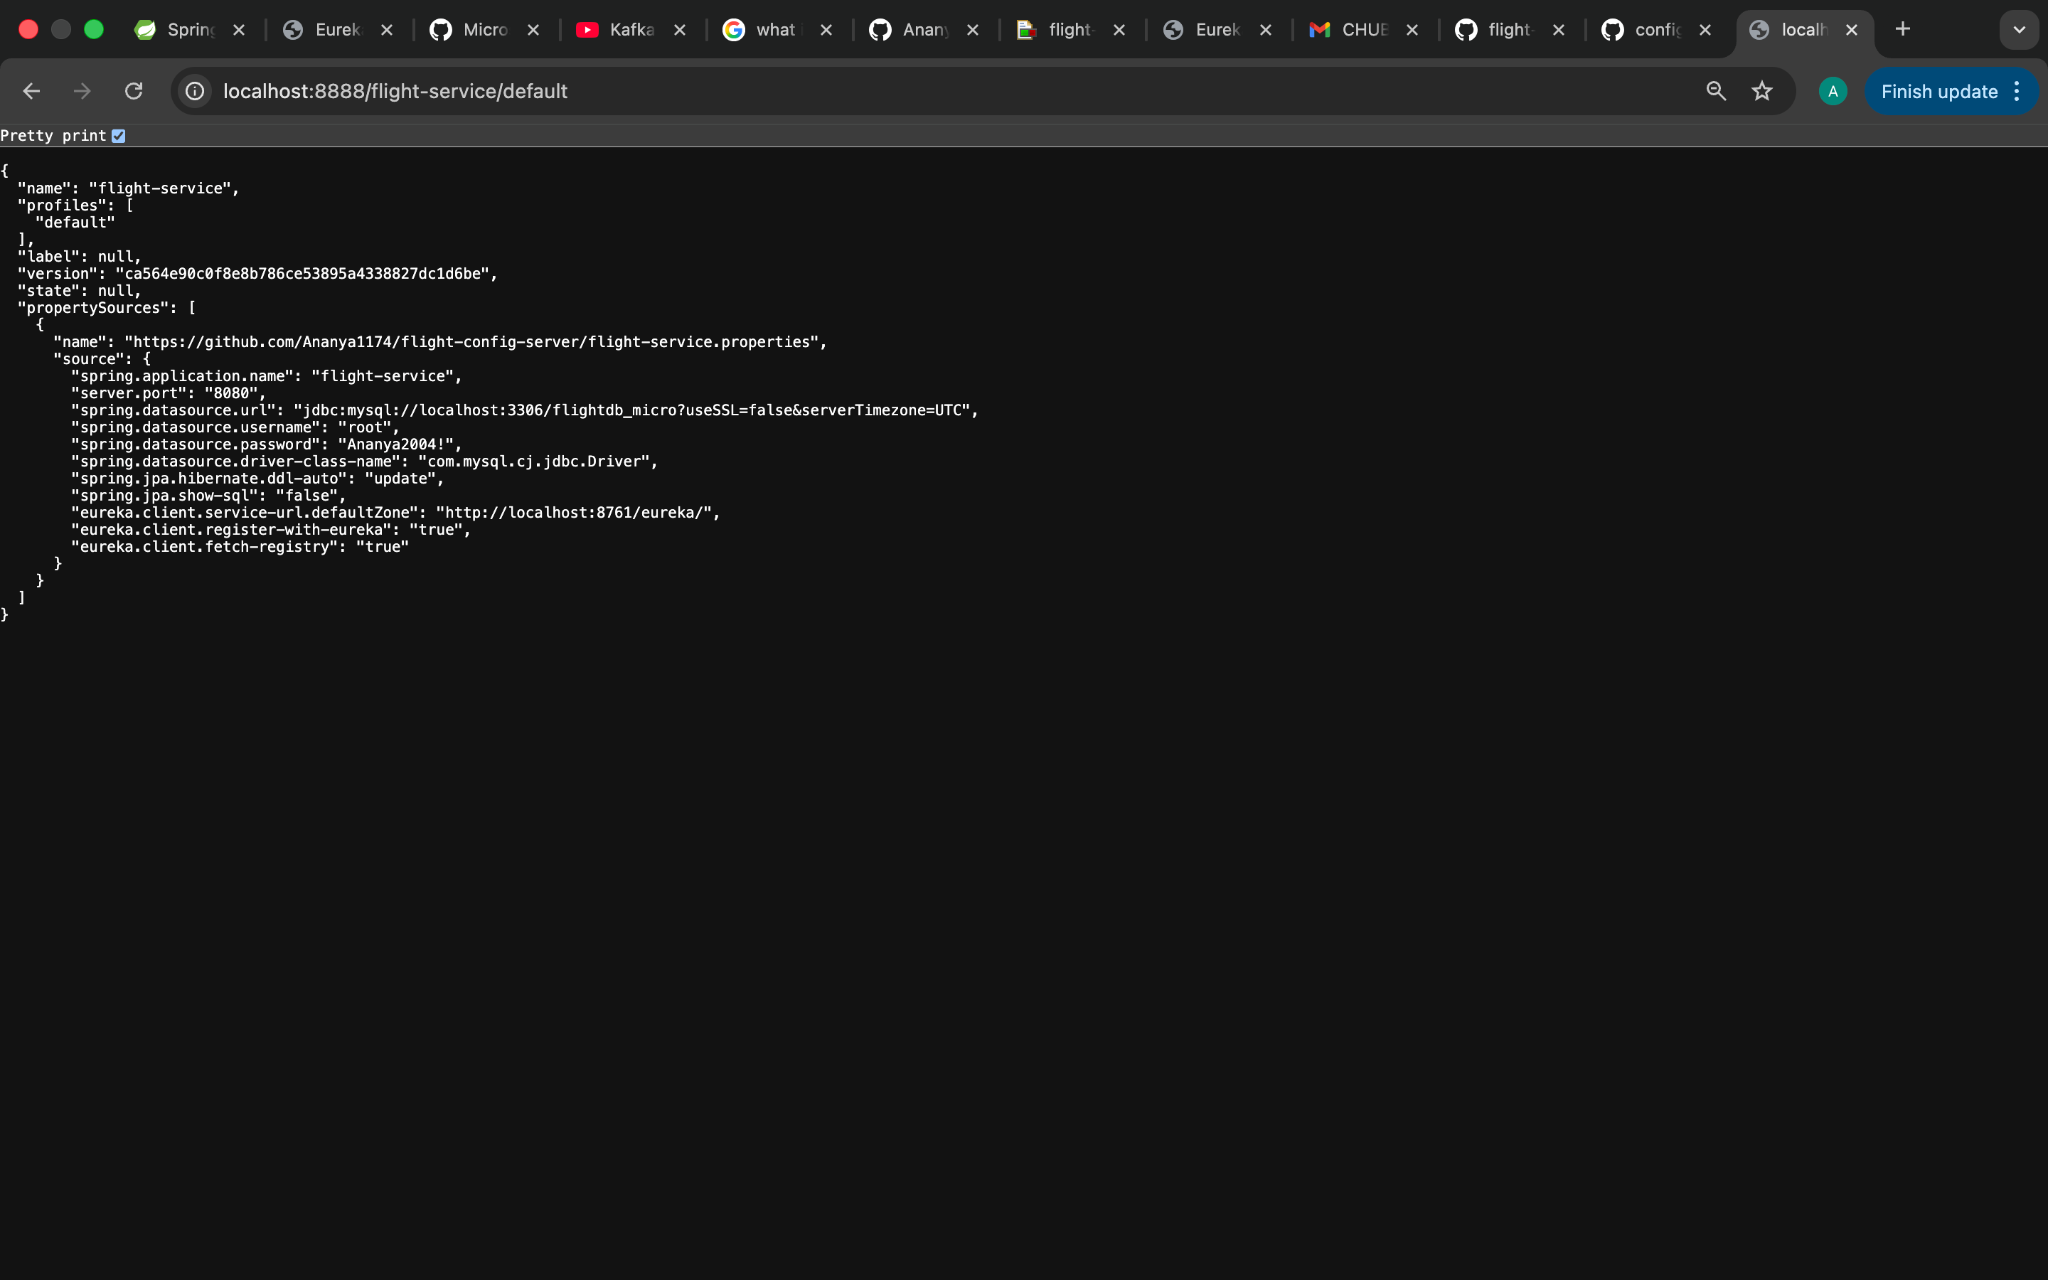 Spring
Eurek
Micro
Kafka
what
Anany
flight-
Eurek
CHUB
flight-
config
localh
localhost:8888/flight-service/default
A
Finish update
Pretty print
{
  "name": "flight-service",
  "profiles": [
    "default"
  ],
  "label": null,
  "version": "ca564e90c0f8e8b786ce53895a4338827dc1d6be",
  "state": null,
  "propertySources": [
    {
      "name": "https://github.com/Ananya1174/flight-config-server/flight-service.properties",
      "source": {
        "spring.application.name": "flight-service",
        "server.port": "8080",
        "spring.datasource.url": "jdbc:mysql://localhost:3306/flightdb_micro?useSSL=false&serverTimezone=UTC",
        "spring.datasource.username": "root",
        "spring.datasource.password": "Ananya2004!",
        "spring.datasource.driver-class-name": "com.mysql.cj.jdbc.Driver",
        "spring.jpa.hibernate.ddl-auto": "update",
        "spring.jpa.show-sql": "false",
        "eureka.client.service-url.defaultZone": "http://localhost:8761/eureka/",
        "eureka.client.register-with-eureka": "true",
        "eureka.client.fetch-registry": "true"
      }
    }
  ]
}